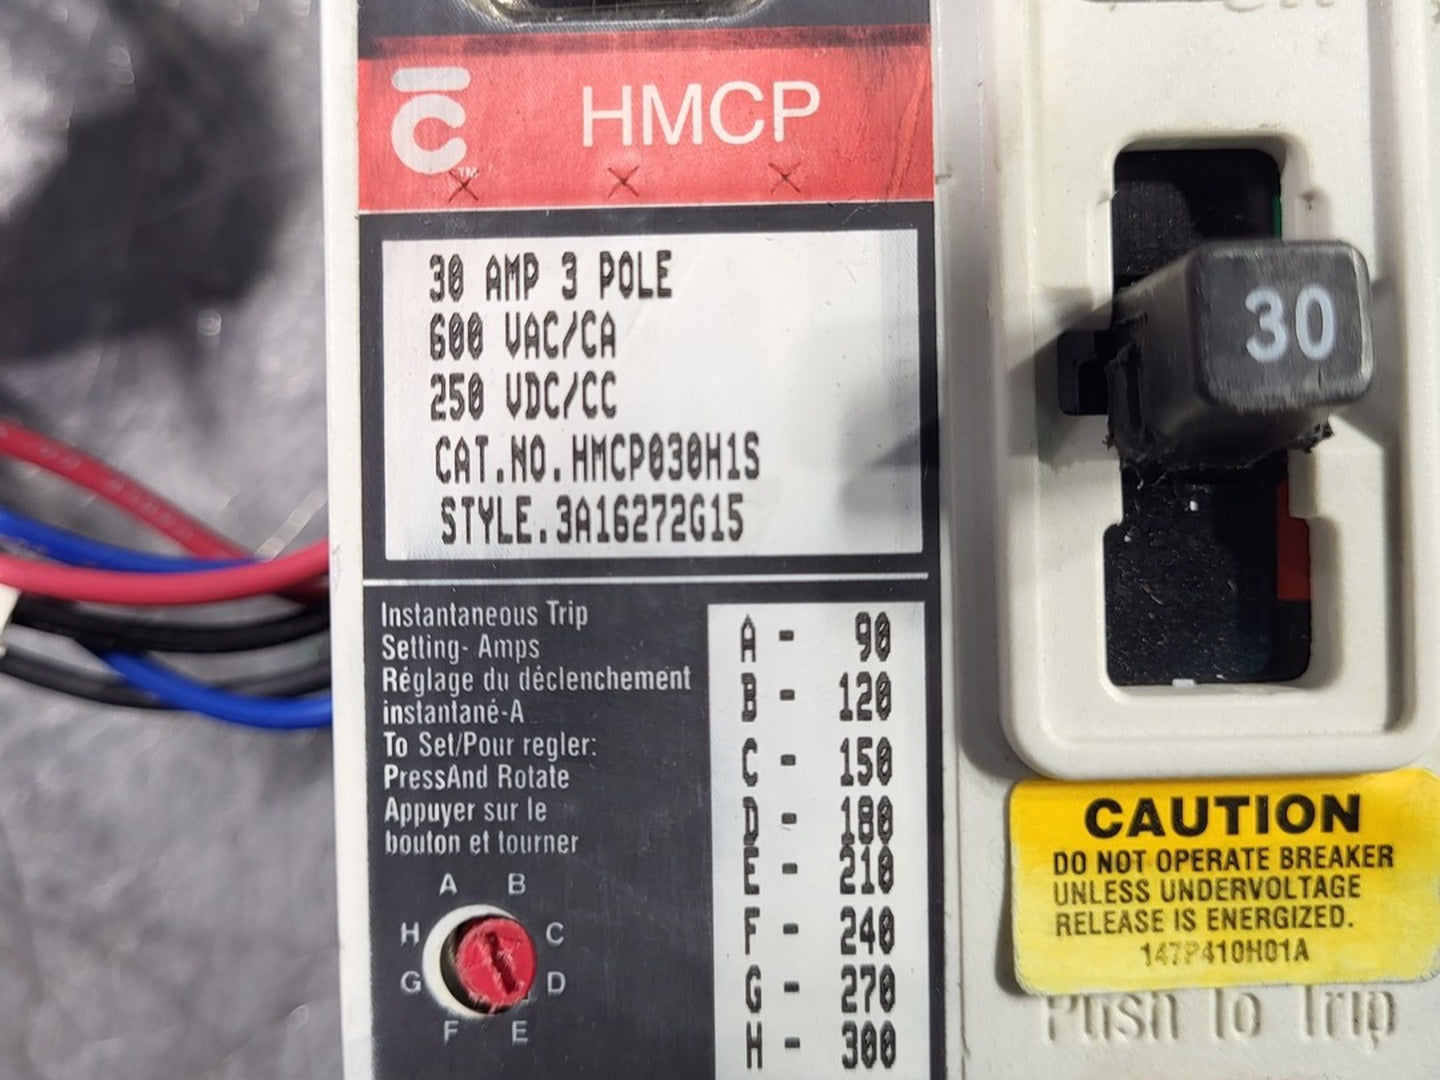 C™
HMCP
30 AMP 3 POLE
600 VAC/CA
250 VDC/CC
CAT.NO.HMCP030H1S
STYLE.3A16272G15
Instantaneous Trip
Setting- Amps
Réglage du déclenchement
instantané-A
To Set/Pour regler:
PressAnd Rotate
Appuyer sur le
bouton et tourner
A B
H C
G D
F E
A - 90
B - 120
C - 150
D - 180
E - 210
F - 240
G - 270
H - 300
30
CAUTION
DO NOT OPERATE BREAKER
UNLESS UNDERVOLTAGE
RELEASE IS ENERGIZED.
147P410H01A
Push To Trip